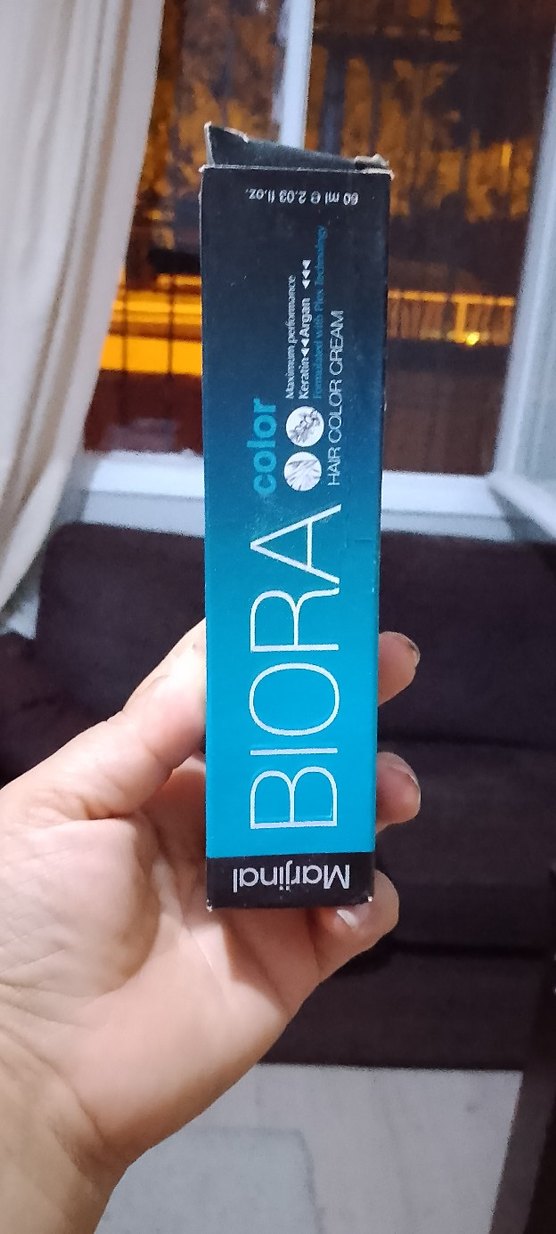 BIORA
color
Maximum performance
Keratin◄◄Argan ◄◄◄
Formulated with Plex Technology
HAIR COLOR CREAM
60 ml ℮ 2.03 fl.oz.
Marjinal